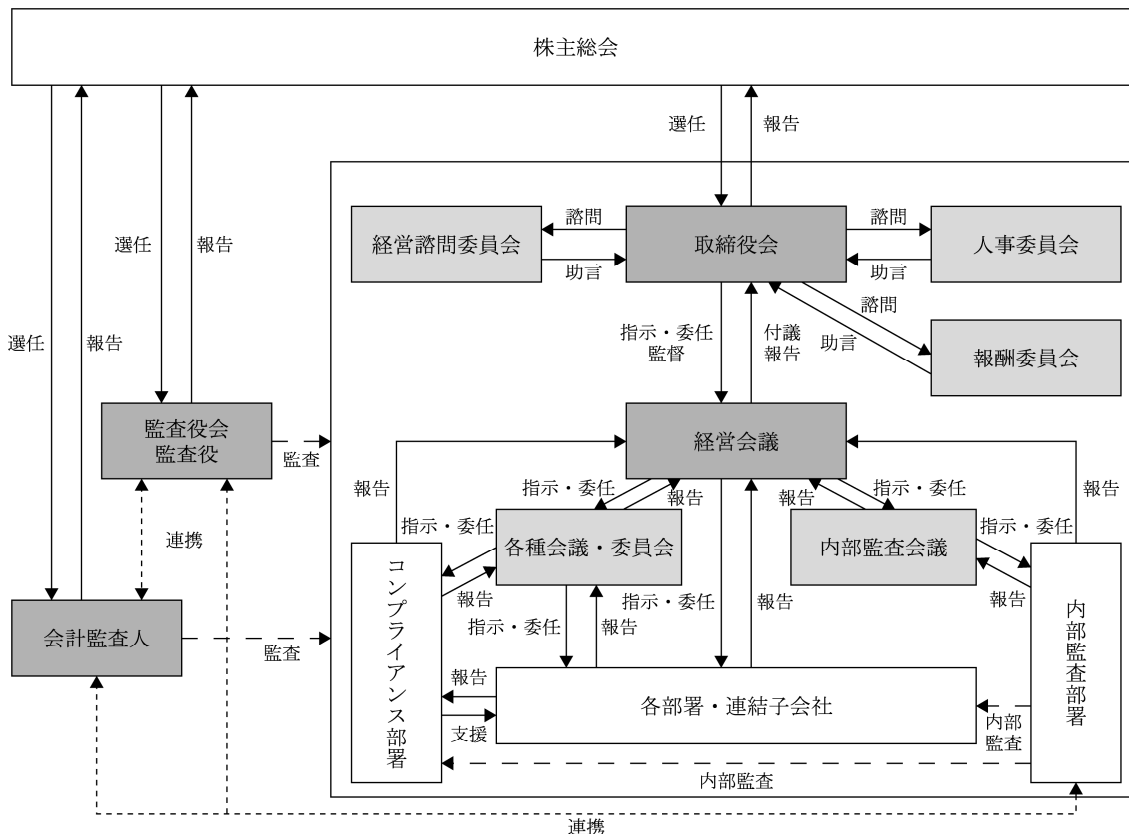 株主総会
選任
報告
選任
報告
選任
報告
経営諮問委員会
諮問
助言
取締役会
諮問
助言
人事委員会
諮問
助言
報酬委員会
指示・委任
監督
付議
報告
監査役会
監査役
監査
経営会議
報告
指示・委任
報告
報告
指示・委任
報告
連携
指示・委任
各種会議・委員会
内部監査会議
指示・委任
コンプライアンス部署
報告
指示・委任
報告
報告
内部監査部署
会計監査人
監査
指示・委任
報告
報告
支援
各部署・連結子会社
内部
監査
内部監査
連携